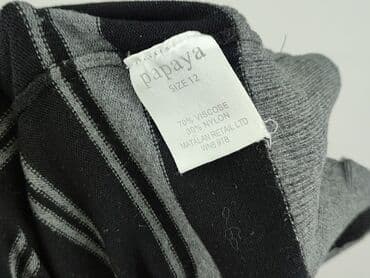 papaya
SIZE 12
70% VISCOSE
30% NYLON
MATALAN RETAIL LTD